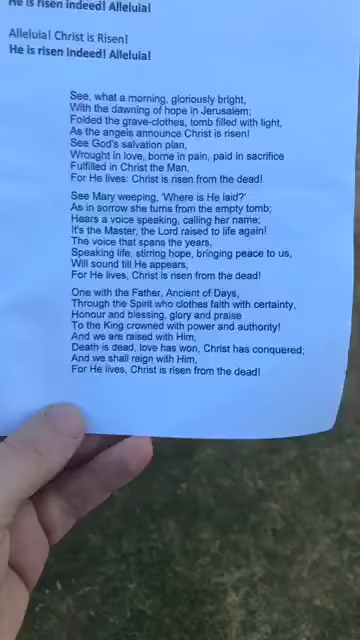 He is risen indeed! Alleluia!
Alleluia! Christ is Risen!
He is risen Indeed! Alleluia!
See, what a morning, gloriously bright,
With the dawning of hope in Jerusalem;
Folded the grave-clothes, tomb filled with light,
As the angels announce Christ is risen!
See God's salvation plan,
Wrought in love, borne in pain, paid in sacrifice
Fulfilled in Christ the Man,
For He lives: Christ is risen from the dead!
See Mary weeping, 'Where is He laid?'
As in sorrow she turns from the empty tomb;
Hears a voice speaking, calling her name;
It's the Master, the Lord raised to life again!
The voice that spans the years,
Speaking life, stirring hope, bringing peace to us,
Will sound till He appears,
For He lives, Christ is risen from the dead!
One with the Father, Ancient of Days,
Through the Spirit who clothes faith with certainty,
Honour and blessing, glory and praise
To the King crowned with power and authority!
And we are raised with Him,
Death is dead, love has won, Christ has conquered;
And we shall reign with Him,
For He lives, Christ is risen from the dead!